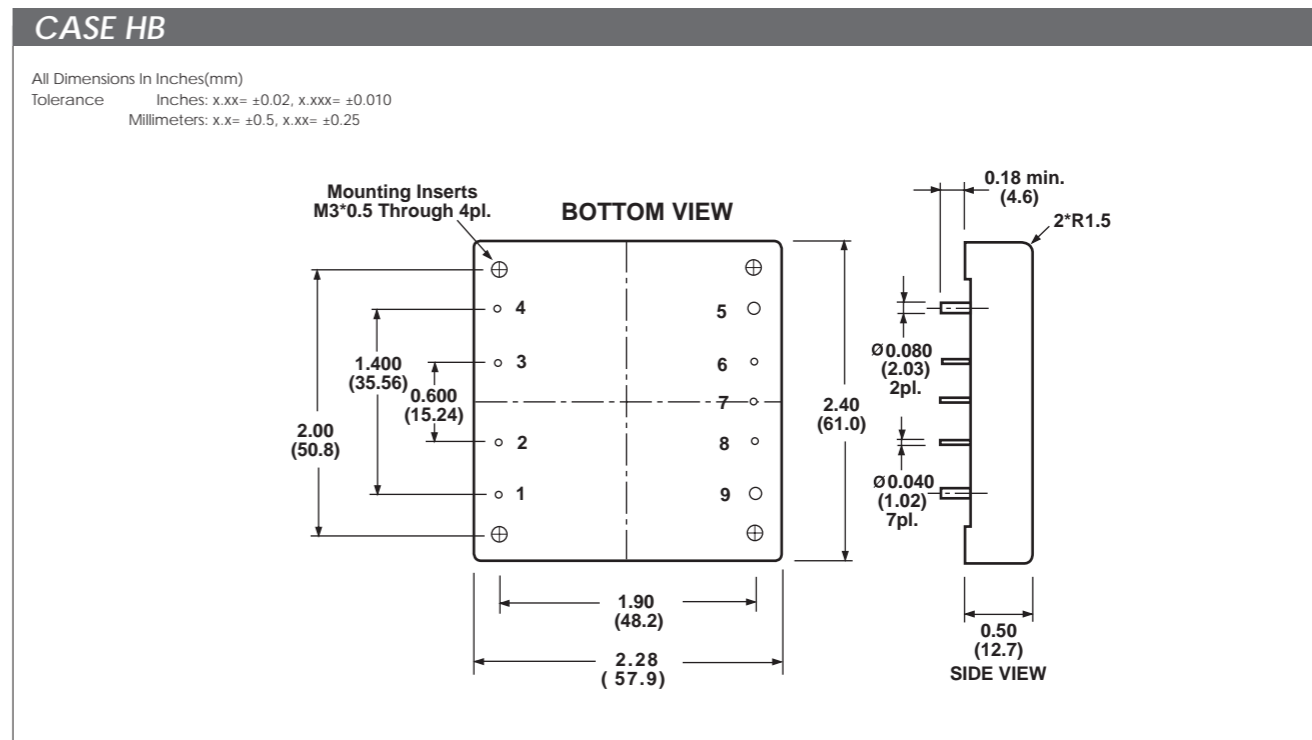 CASE HB
All Dimensions In Inches(mm)
Tolerance Inches: x.xx= ±0.02, x.xxx= ±0.010
Millimeters: x.x= ±0.5, x.xx= ±0.25
Mounting Inserts
M3*0.5 Through 4pl.
BOTTOM VIEW
0.18 min.
(4.6)
2*R1.5
4
5
3
6
7
2
8
1
9
1.400
(35.56)
0.600
(15.24)
2.00
(50.8)
2.40
(61.0)
Ø0.080
(2.03)
2pl.
Ø0.040
(1.02)
7pl.
1.90
(48.2)
2.28
( 57.9)
0.50
(12.7)
SIDE VIEW